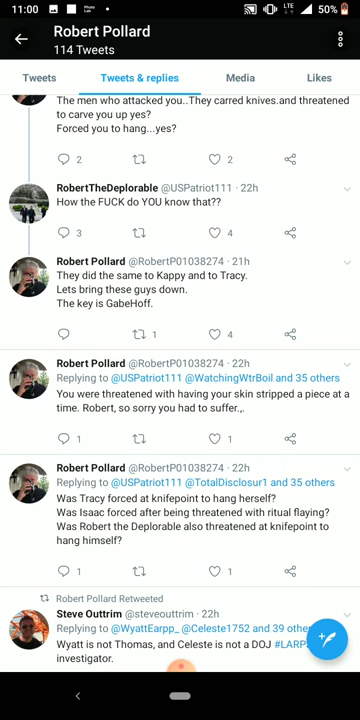 11:00
Photo Lab
LTE
50%
Robert Pollard
114 Tweets
Tweets
Tweets & replies
Media
Likes
The men who attacked you..They carred knives.and threatened
to carve you up yes?
Forced you to hang...yes?
2
2
RobertTheDeplorable @USPatriot111 · 22h
How the FUCK do YOU know that??
3
4
Robert Pollard @RobertP01038274 · 21h
They did the same to Kappy and to Tracy.
Lets bring these guys down.
The key is GabeHoff.
1
4
Robert Pollard @RobertP01038274 · 22h
Replying to @USPatriot111 @WatchingWtrBoil and 35 others
You were threatened with having your skin stripped a piece at a
time. Robert, so sorry you had to suffer.,.
1
1
Robert Pollard @RobertP01038274 · 22h
Replying to @USPatriot111 @TotalDisclosur1 and 35 others
Was Tracy forced at knifepoint to hang herself?
Was Isaac forced after being threatened with ritual flaying?
Was Robert the Deplorable also threatened at knifepoint to
hang himself?
1
1
Robert Pollard Retweeted
Steve Outtrim @steveouttrim · 22h
Replying to @WyattEarpp_ @Celeste1752 and 39 othe
Wyatt is not Thomas, and Celeste is not a DOJ #LARP
investigator.